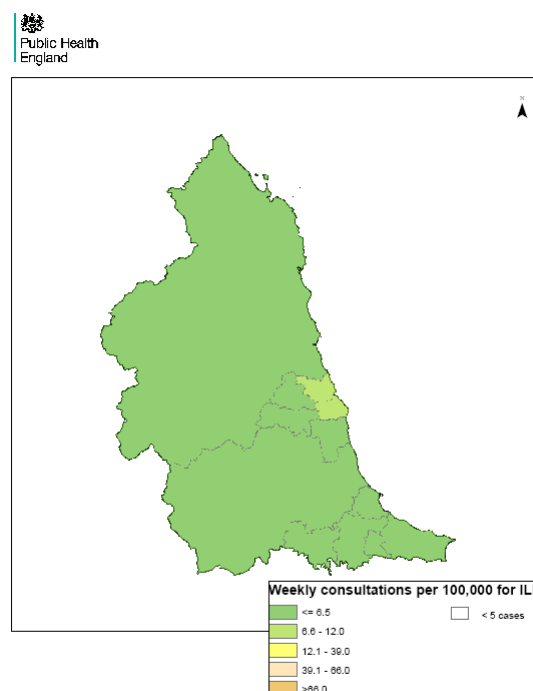 Public Health
England
N
Weekly consultations per 100,000 for IL
<= 6.5
< 5 cases
6.6 - 12.0
12.1 - 39.0
39.1 - 66.0
>66.0